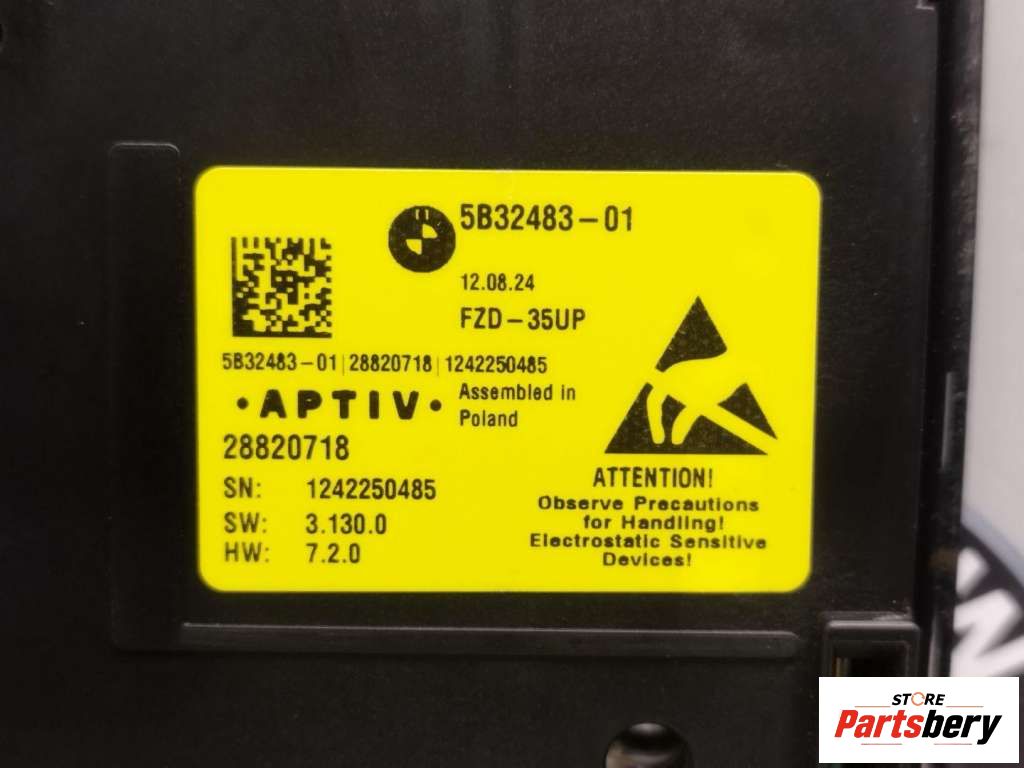 5B32483-01
12.08.24
FZD-35UP
5B32483-01|28820718|1242250485
•APTIV•
Assembled in
Poland
28820718
SN: 1242250485
SW: 3.130.0
HW: 7.2.0
ATTENTION!
Observe Precautions
for Handling!
Electrostatic Sensitive
Devices!
STORE
Partsbery